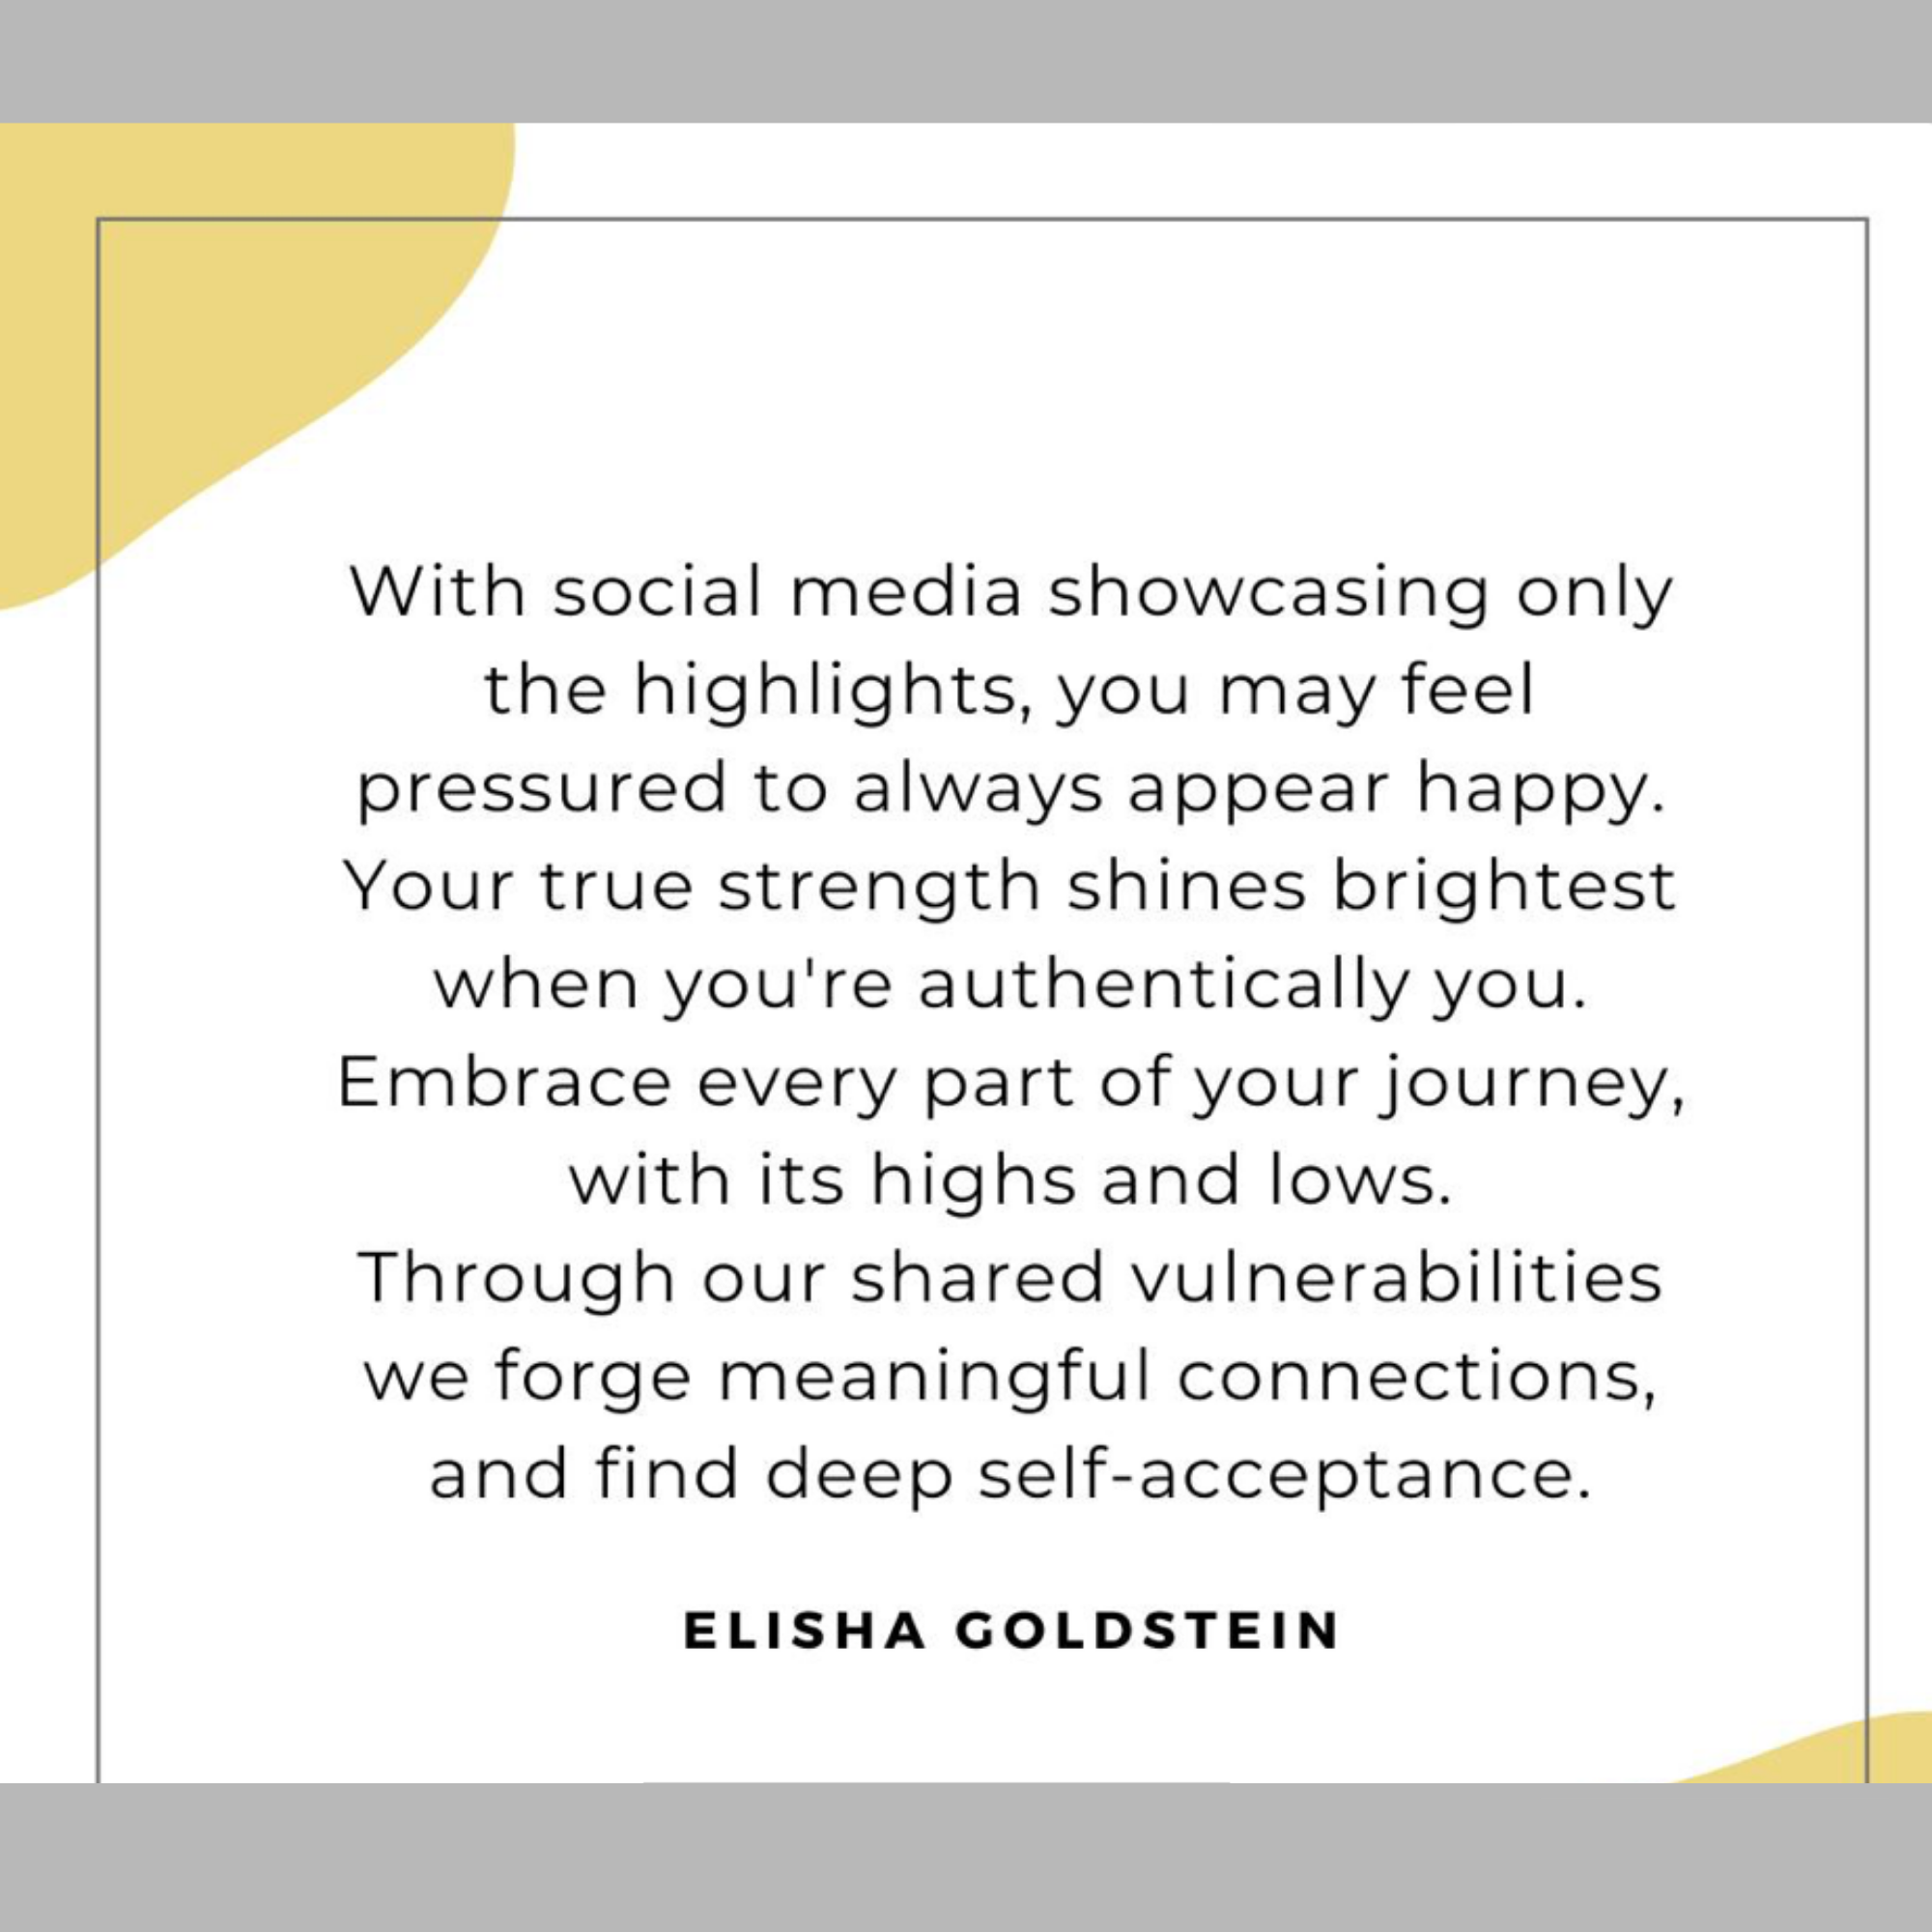 With social media showcasing only
the highlights, you may feel
pressured to always appear happy.
Your true strength shines brightest
when you're authentically you.
Embrace every part of your journey,
with its highs and lows.
Through our shared vulnerabilities
we forge meaningful connections,
and find deep self-acceptance.
ELISHA GOLDSTEIN